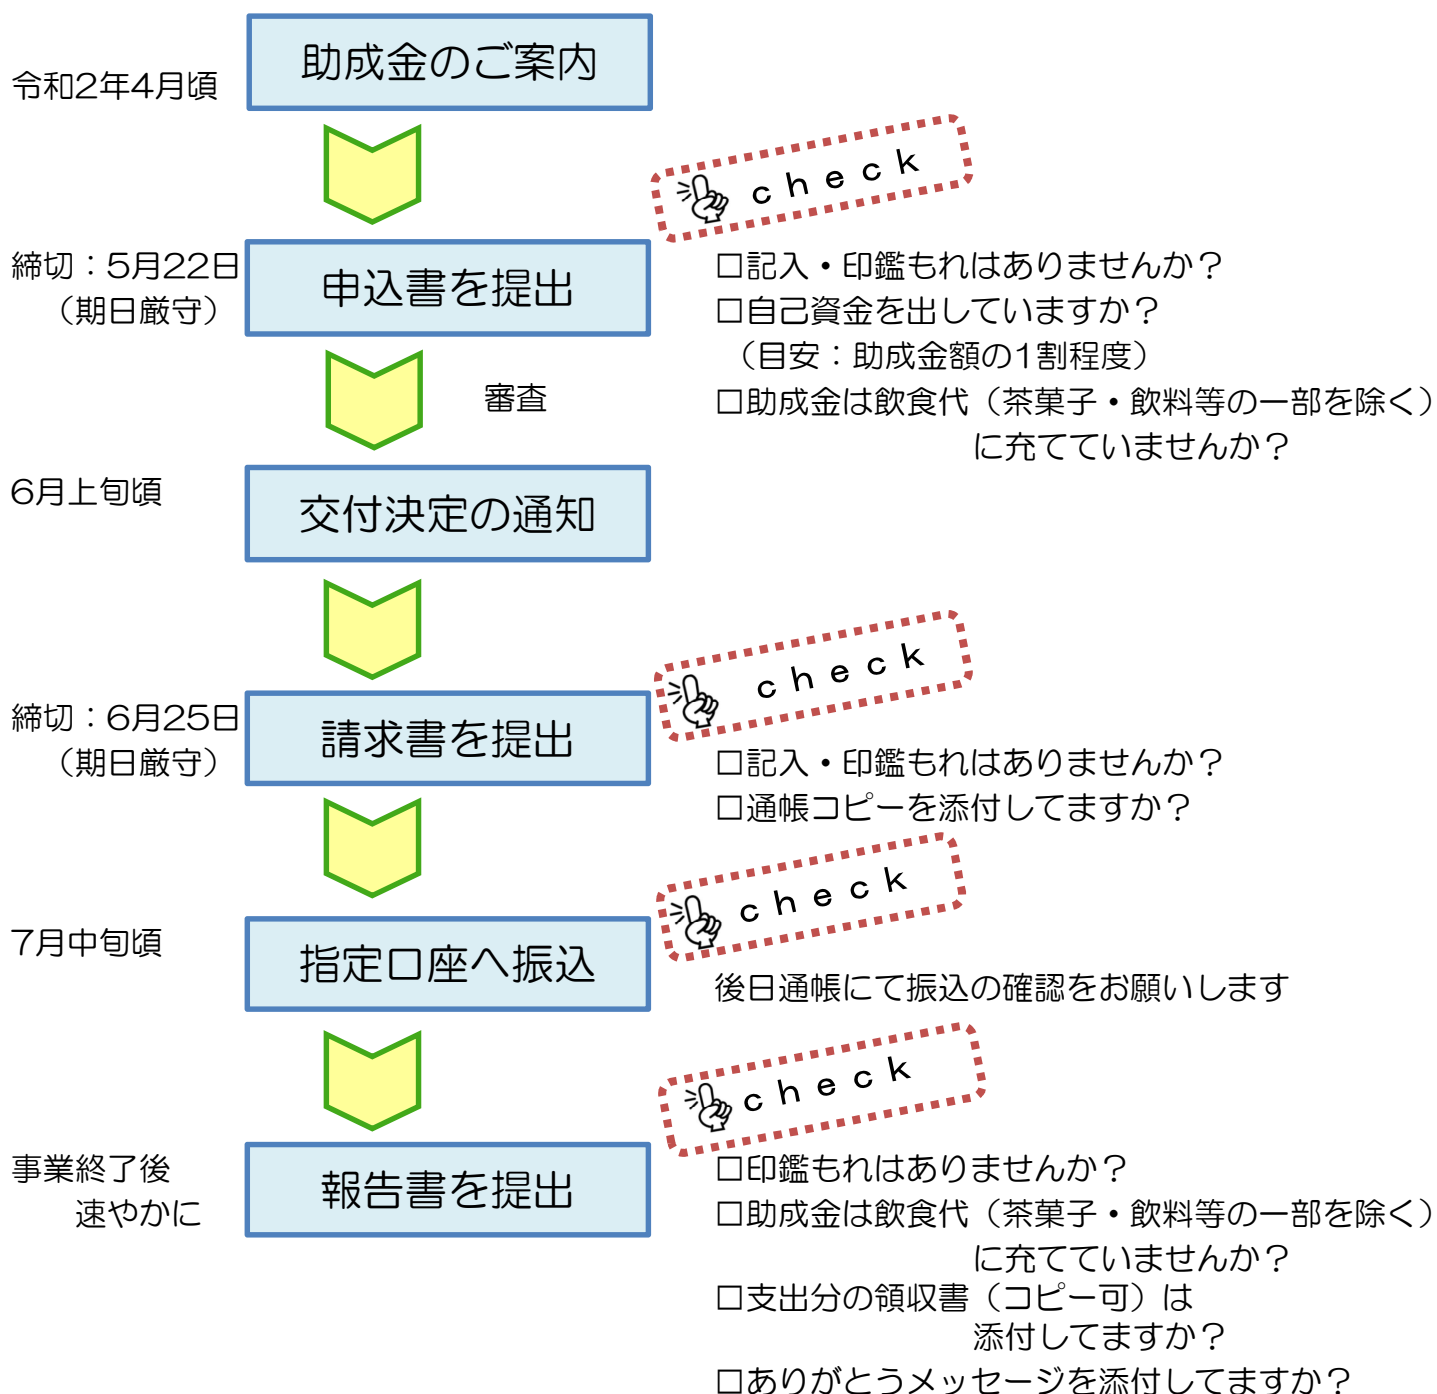 助成金のご案内
令和2年4月頃
check
締切：5月22日
（期日厳守）
申込書を提出
□記入・印鑑もれはありませんか？
□自己資金を出していますか？
（目安：助成金額の1割程度）
□助成金は飲食代（茶菓子・飲料等の一部を除く）
に充てていませんか？
審査
6月上旬頃
交付決定の通知
check
締切：6月25日
（期日厳守）
請求書を提出
□記入・印鑑もれはありませんか？
□通帳コピーを添付してますか？
check
7月中旬頃
指定口座へ振込
後日通帳にて振込の確認をお願いします
check
事業終了後
速やかに
報告書を提出
□印鑑もれはありませんか？
□助成金は飲食代（茶菓子・飲料等の一部を除く）
に充てていませんか？
□支出分の領収書（コピー可）は
添付してますか？
□ありがとうメッセージを添付してますか？